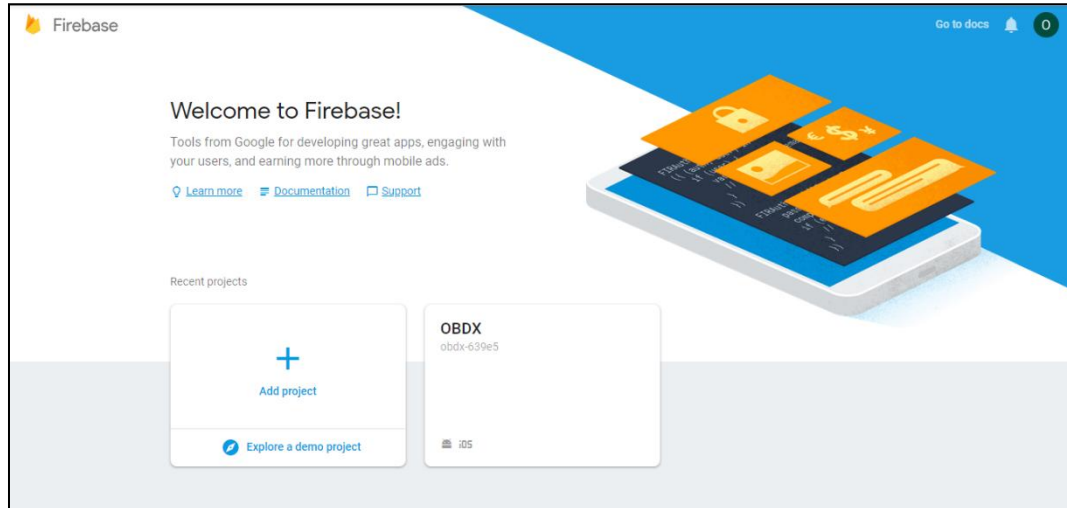 Firebase
Go to docs
O
Welcome to Firebase!
Tools from Google for developing great apps, engaging with
your users, and earning more through mobile ads.
Learn more Documentation Support
Recent projects
Add project
Explore a demo project
OBDX
obdx-639e5
iOS